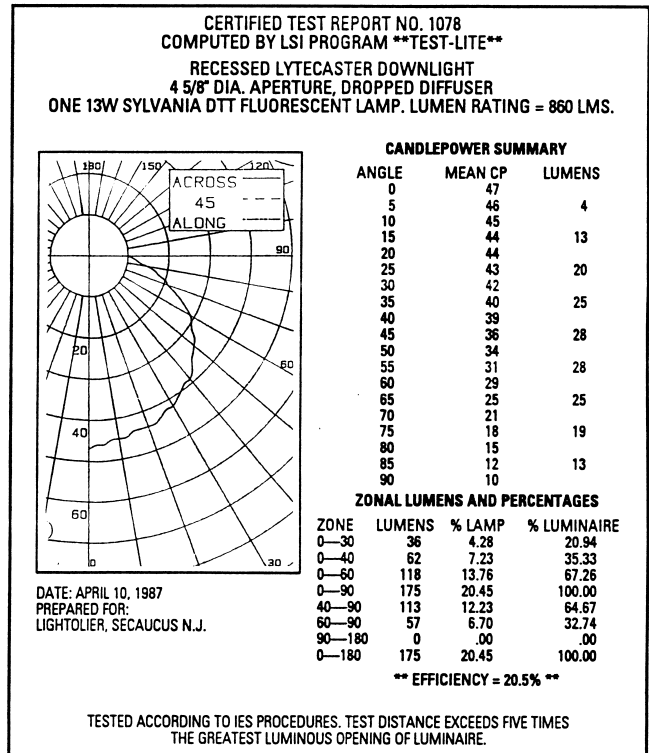 CERTIFIED TEST REPORT NO. 1078
COMPUTED BY LSI PROGRAM **TEST-LITE**
RECESSED LYTECASTER DOWNLIGHT
4 5/8" DIA. APERTURE, DROPPED DIFFUSER
ONE 13W SYLVANIA DTT FLUORESCENT LAMP. LUMEN RATING = 860 LMS.
180 150 120
ACROSS
45
ALONG
90
20
60
40
60
0 30
DATE: APRIL 10, 1987
PREPARED FOR:
LIGHTOLIER, SECAUCUS N.J.
CANDLEPOWER SUMMARY
ANGLE MEAN CP LUMENS
0 47
5 46 4
10 45
15 44 13
20 44
25 43 20
30 42
35 40 25
40 39
45 36 28
50 34
55 31 28
60 29
65 25 25
70 21
75 18 19
80 15
85 12 13
90 10
ZONAL LUMENS AND PERCENTAGES
ZONE LUMENS % LAMP % LUMINAIRE
0—30 36 4.28 20.94
0—40 62 7.23 35.33
0—60 118 13.76 67.26
0—90 175 20.45 100.00
40—90 113 12.23 64.67
60—90 57 6.70 32.74
90—180 0 .00 .00
0—180 175 20.45 100.00
** EFFICIENCY = 20.5% **
TESTED ACCORDING TO IES PROCEDURES. TEST DISTANCE EXCEEDS FIVE TIMES
THE GREATEST LUMINOUS OPENING OF LUMINAIRE.